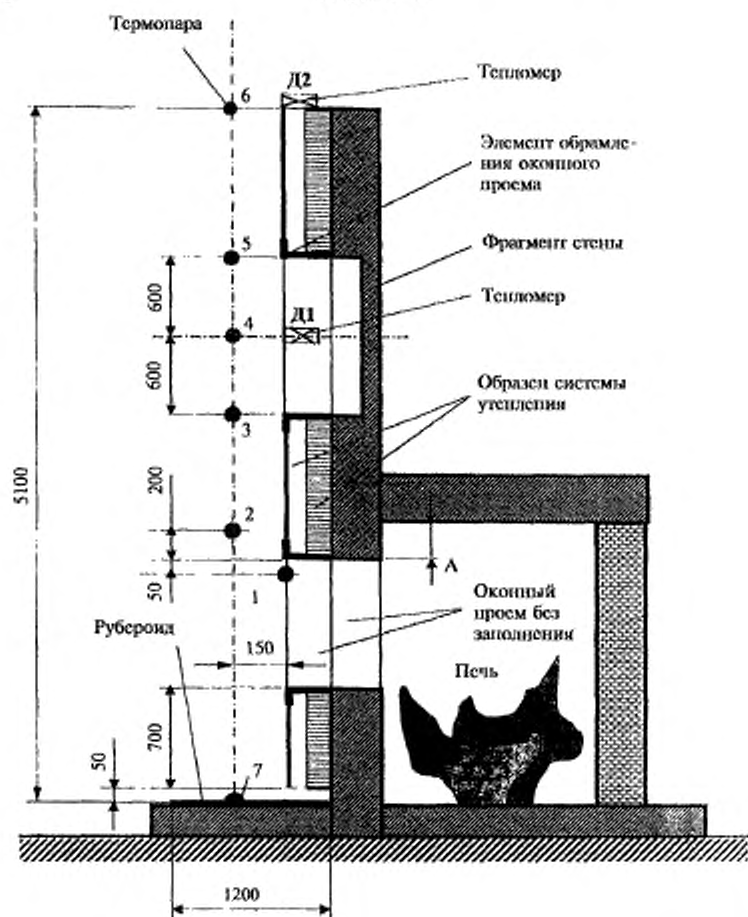 Термопара
6
Д2
Тепломер
Элемент обрамле-
ния оконного
проема
5
Фрагмент стены
600
Д1
4
Тепломер
600
Образец системы
утепления
3
5100
200
2
А
50
1
Оконный
проем без
заполнения
Рубероид
150
Печь
700
50
7
1200